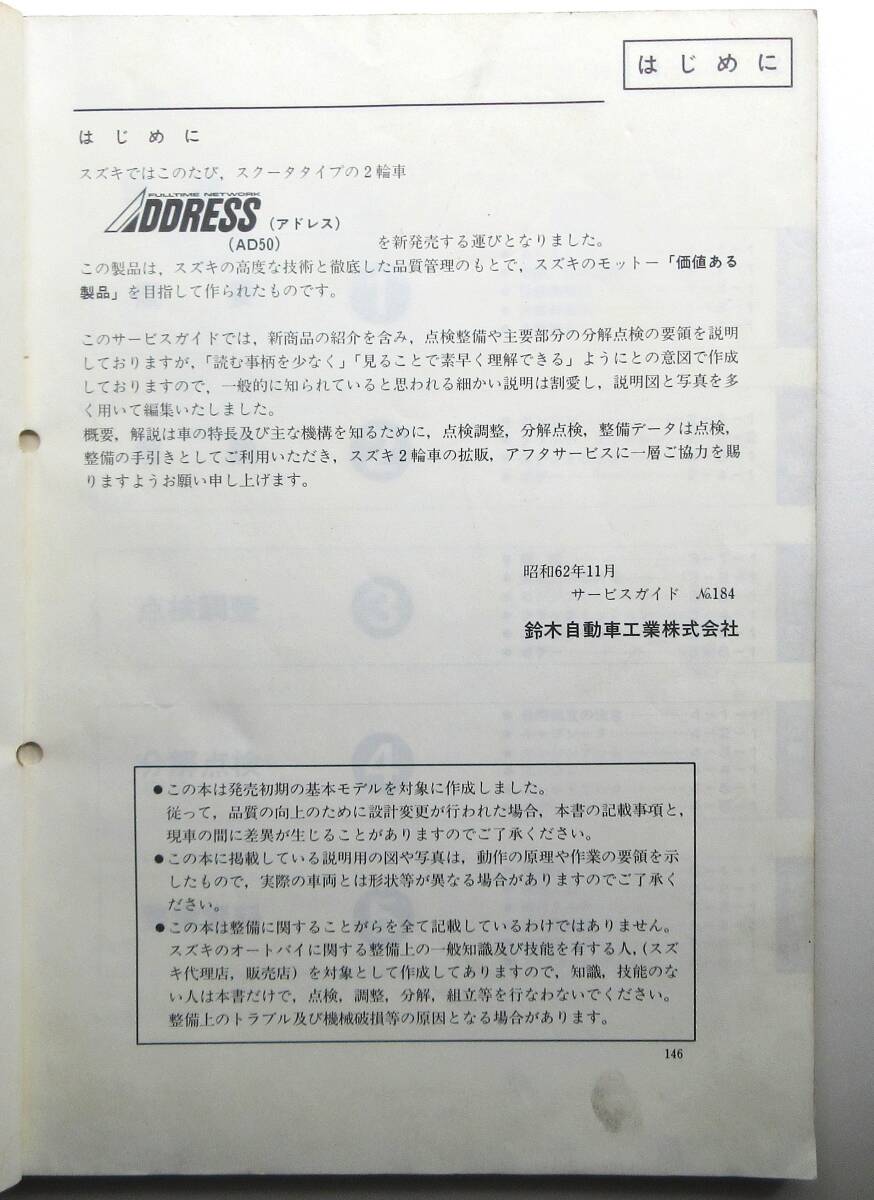 はじめに
はじめに
スズキではこのたび，スクータタイプの2輪車
FULLTIME NETWORK
ADDRESS（アドレス）
（AD50）　を新発売する運びとなりました。
この製品は，スズキの高度な技術と徹底した品質管理のもとで，スズキのモットー「価値ある
製品」を目指して作られたものです。
このサービスガイドでは，新商品の紹介を含み，点検整備や主要部分の分解点検の要領を説明
しておりますが，「読む事柄を少なく」「見ることで素早く理解できる」ようにとの意図で作成
しておりますので，一般的に知られていると思われる細かい説明は割愛し，説明図と写真を多
く用いて編集いたしました。
概要，解説は車の特長及び主な機構を知るために，点検調整，分解点検，整備データは点検，
整備の手引きとしてご利用いただき，スズキ2輪車の拡販，アフタサービスに一層ご協力を賜
りますようお願い申し上げます。
昭和62年11月
サービスガイド　№184
鈴木自動車工業株式会社
●この本は発売初期の基本モデルを対象に作成しました。
従って，品質の向上のために設計変更が行われた場合，本書の記載事項と，
現車の間に差異が生じることがありますのでご了承ください。
●この本に掲載している説明用の図や写真は，動作の原理や作業の要領を示
したもので，実際の車両とは形状等が異なる場合がありますのでご了承く
ださい。
●この本は整備に関することがらを全て記載しているわけではありません。
スズキのオートバイに関する整備上の一般知識及び技能を有する人，（スズ
キ代理店，販売店）を対象として作成してありますので，知識，技能のな
い人は本書だけで，点検，調整，分解，組立等を行なわないでください。
整備上のトラブル及び機械破損等の原因となる場合があります。
146